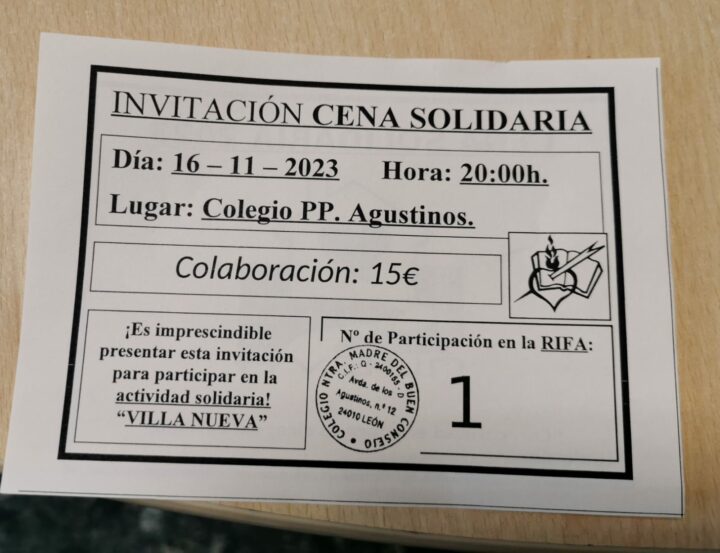 INVITACIÓN CENA SOLIDARIA
Día: 16 – 11 – 2023 Hora: 20:00h.
Lugar: Colegio PP. Agustinos.
Colaboración: 15€
¡Es imprescindible
presentar esta invitación
para participar en la
actividad solidaria!
“VILLA NUEVA”
Nº de Participación en la RIFA:
1
COLEGIO NTRA. MADRE DEL BUEN CONSEJO
C.I.F.: Q - 2400155 - D
Avda. de los
Agustinos, n.º 12
24010 LEÓN